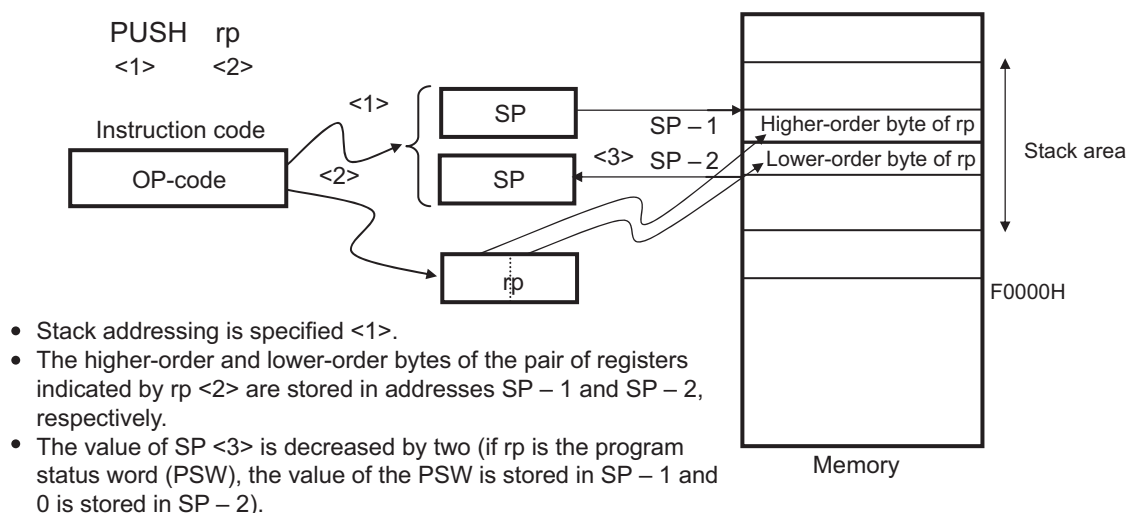 PUSH rp
<1> <2>
Instruction code
OP-code
<1>
<2>
SP
SP
rp
SP – 1
<3> SP – 2
Higher-order byte of rp
Lower-order byte of rp
Stack area
F0000H
Memory
• Stack addressing is specified <1>.
• The higher-order and lower-order bytes of the pair of registers
indicated by rp <2> are stored in addresses SP – 1 and SP – 2,
respectively.
• The value of SP <3> is decreased by two (if rp is the program
status word (PSW), the value of the PSW is stored in SP – 1 and
0 is stored in SP – 2).